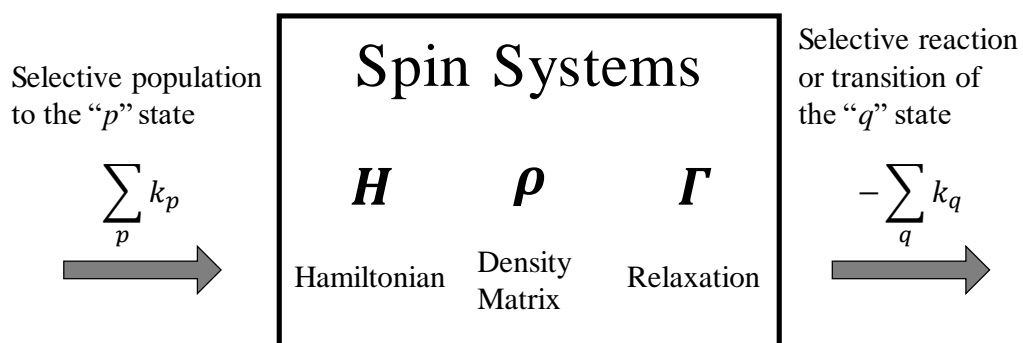 Selective population
to the “p” state
∑ k_p
p
Spin Systems
H ρ Γ
Hamiltonian Density Matrix Relaxation
Selective reaction
or transition of
the “q” state
−∑ k_q
q